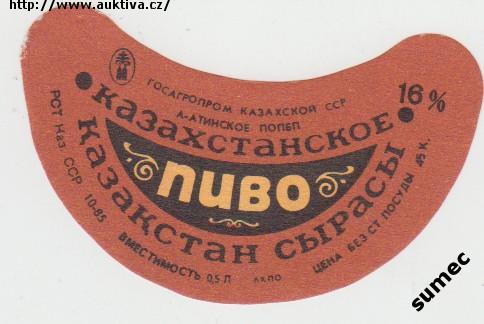 http://www.auktiva.cz/
ГОСАГРОПРОМ КАЗАХСКОЙ ССР
А-АТИНСКОЕ ПОПБП
КАЗАХСТАНСКОЕ
16%
ПИВО
ҚАЗАҚСТАН СЫРАСЫ
РСТ Каз. ССР 10-85
ВМЕСТИМОСТЬ 0,5 Л
ЦЕНА БЕЗ СТ. ПОСУДЫ 45 К.
sumec